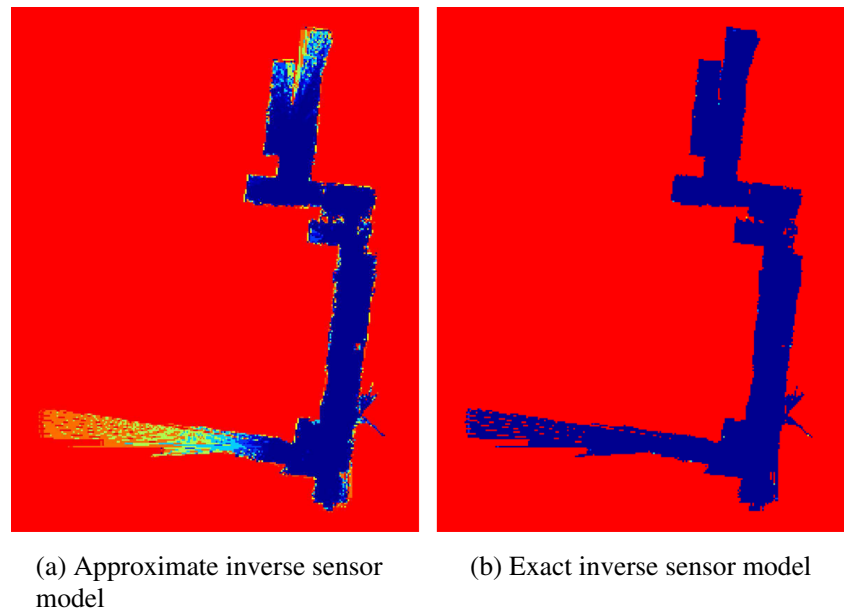 (a) Approximate inverse sensor
model
(b) Exact inverse sensor model